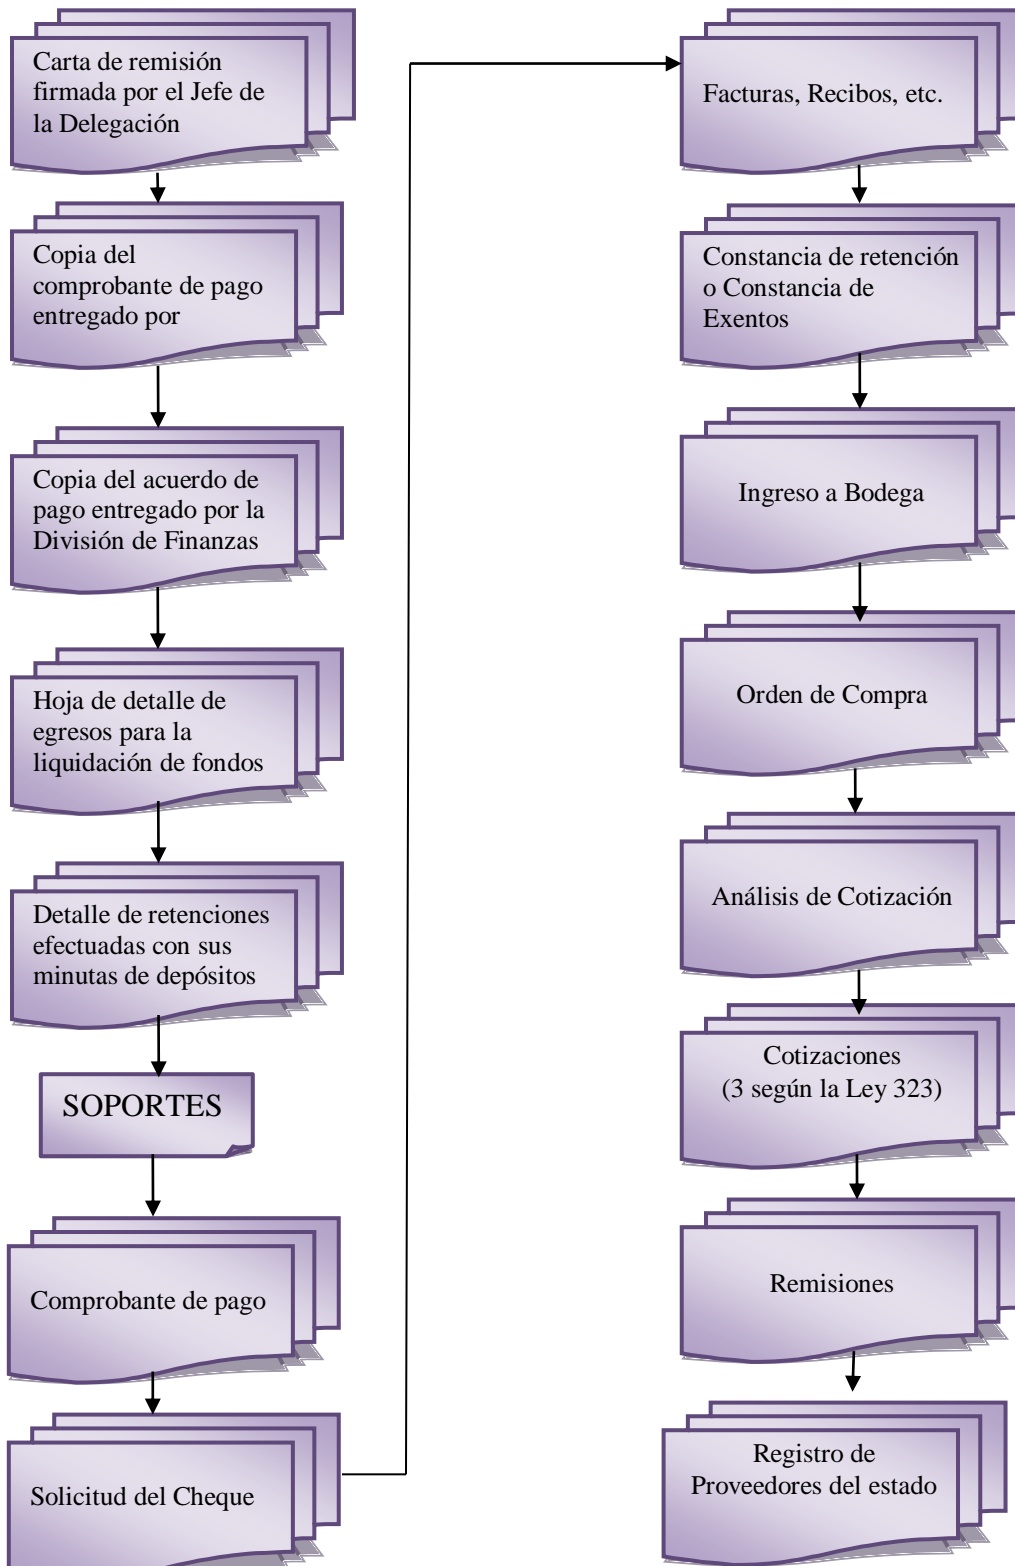 Carta de remisión
firmada por el Jefe de
la Delegación
Copia del
comprobante de pago
entregado por
Copia del acuerdo de
pago entregado por la
División de Finanzas
Hoja de detalle de
egresos para la
liquidación de fondos
Detalle de retenciones
efectuadas con sus
minutas de depósitos
SOPORTES
Comprobante de pago
Solicitud del Cheque
Facturas, Recibos, etc.
Constancia de retención
o Constancia de
Exentos
Ingreso a Bodega
Orden de Compra
Análisis de Cotización
Cotizaciones
(3 según la Ley 323)
Remisiones
Registro de
Proveedores del estado